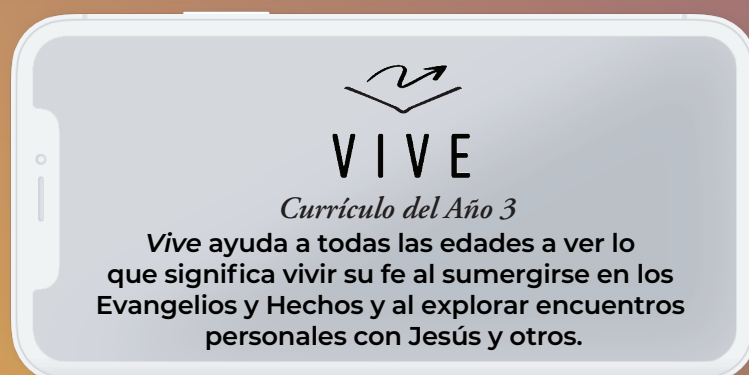 VIVE
Currículo del Año 3
Vive ayuda a todas las edades a ver lo
que significa vivir su fe al sumergirse en los
Evangelios y Hechos y al explorar encuentros
personales con Jesús y otros.